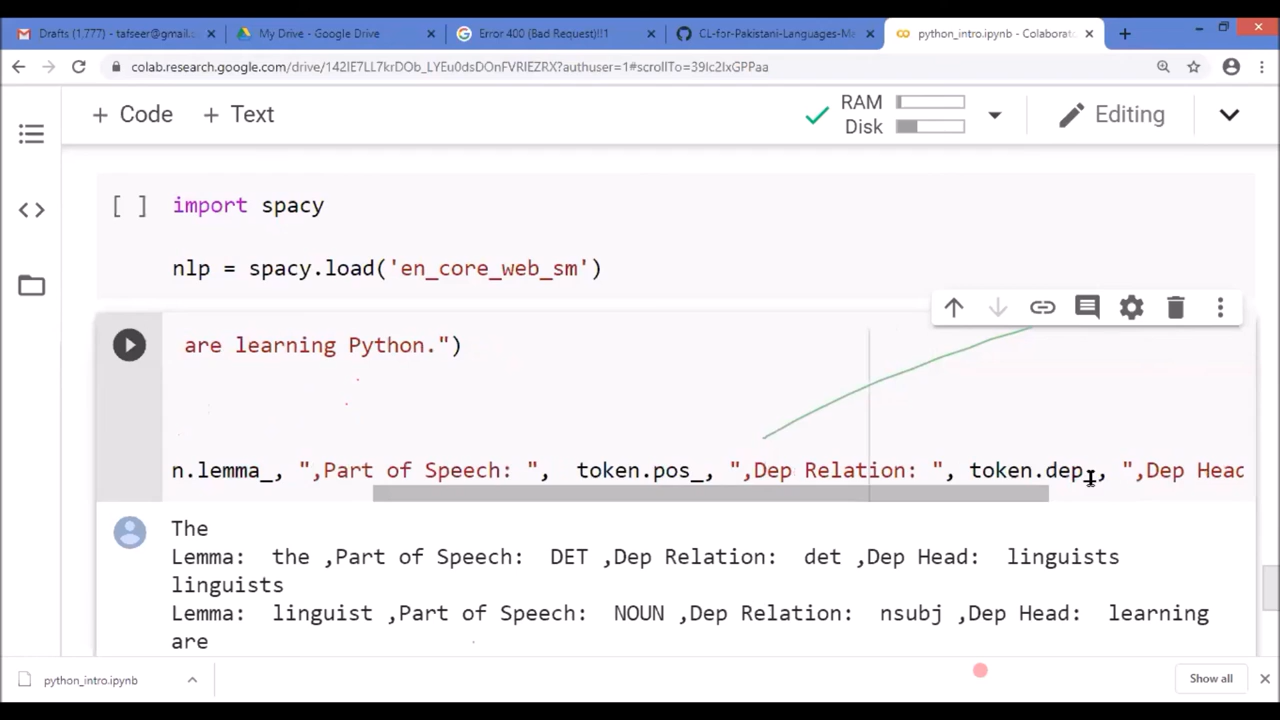 Drafts (1,777) - tafseer@gmail.c
My Drive - Google Drive
Error 400 (Bad Request)!!1
CL-for-Pakistani-Languages-Ma
python_intro.ipynb - Colaborato
colab.research.google.com/drive/142IE7LL7krDOb_LYEu0dsDOnFVRIEZRX?authuser=1#scrollTo=39Ic2IxGPPaa
+ Code + Text
RAM
Disk
Editing
[ ] import spacy
nlp = spacy.load('en_core_web_sm')
are learning Python.")
n.lemma_, ",Part of Speech: ", token.pos_, ",Dep Relation: ", token.dep_, ",Dep Head
The
Lemma: the ,Part of Speech: DET ,Dep Relation: det ,Dep Head: linguists
linguists
Lemma: linguist ,Part of Speech: NOUN ,Dep Relation: nsubj ,Dep Head: learning
are
python_intro.ipynb
Show all